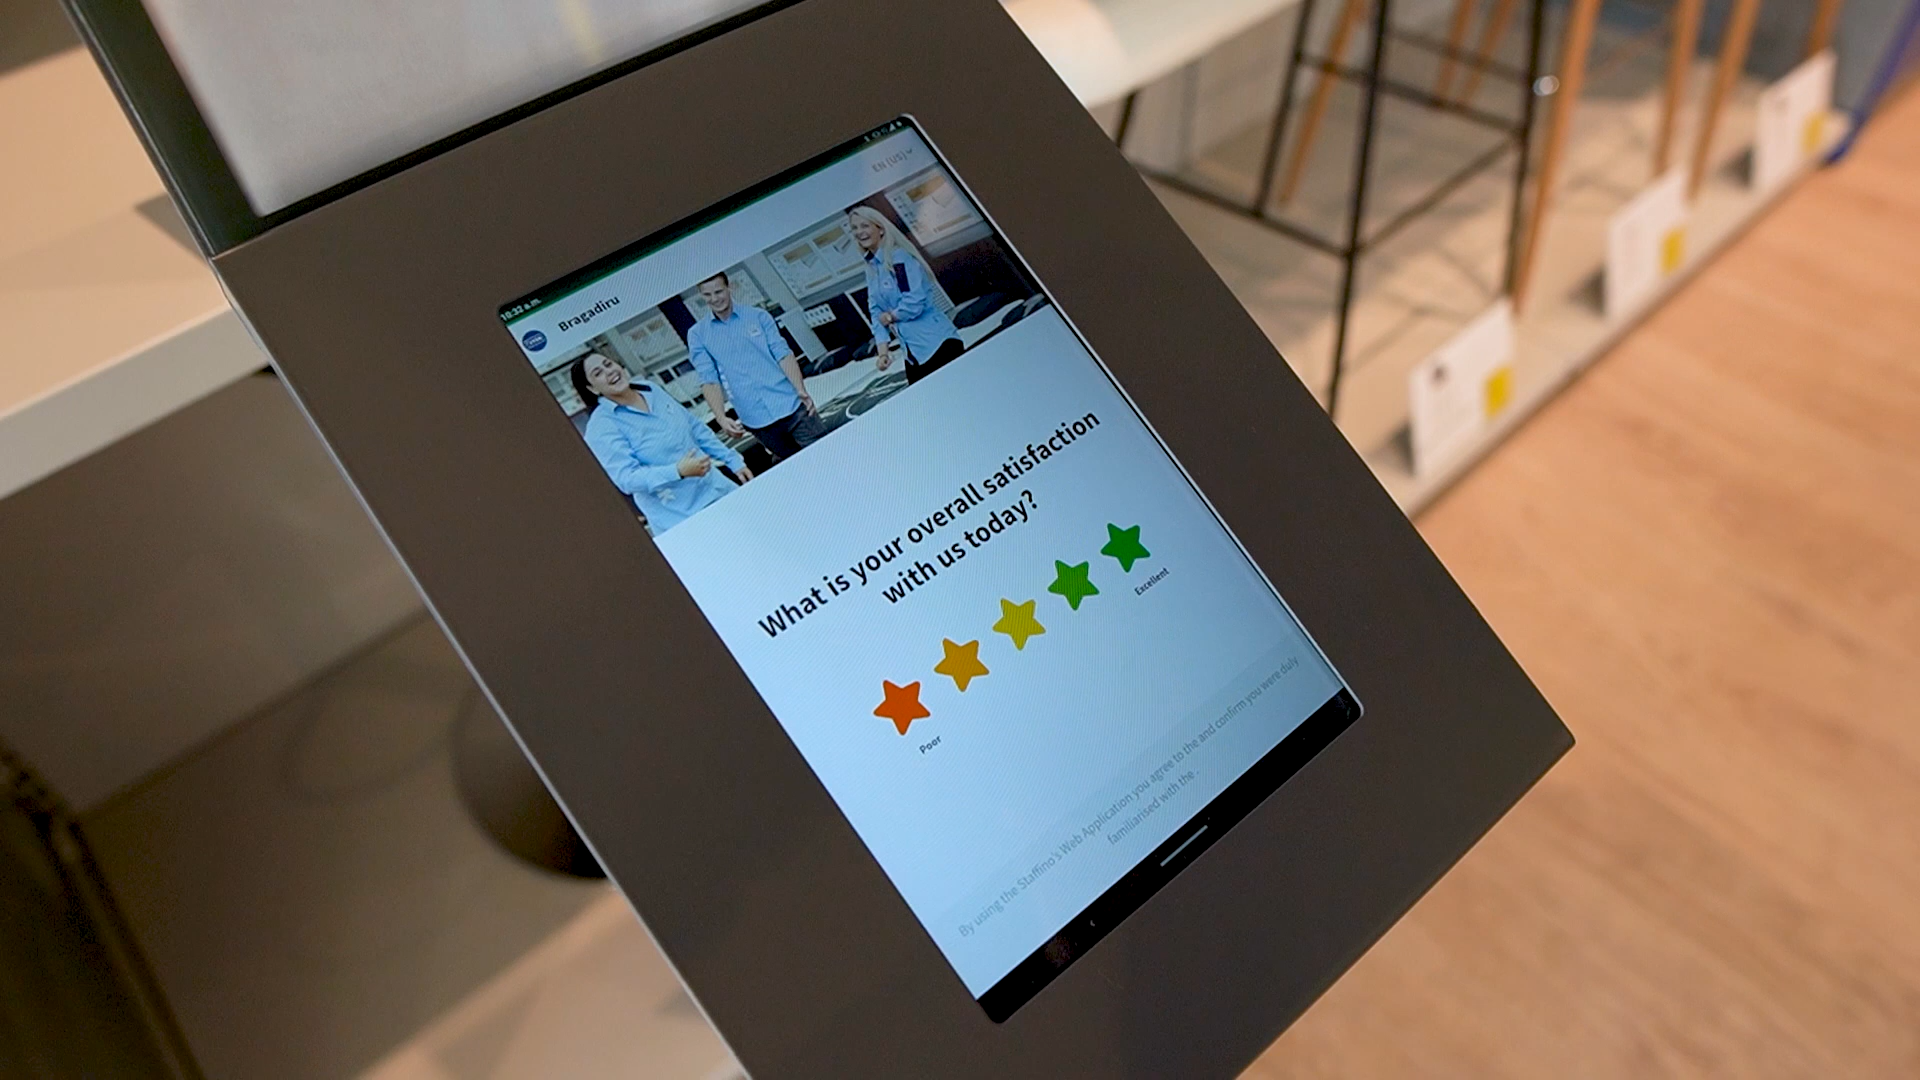 10:32 a.m.
EN (US)
Bragadiru
What is your overall satisfaction
with us today?
Excellent
Poor
By using the Staffino's Web Application you agree to the and confirm you were duly
familiarised with the .